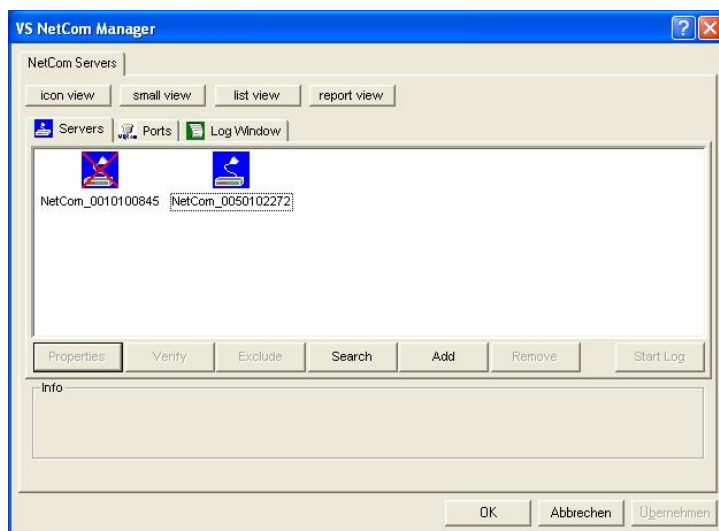 VS NetCom Manager
NetCom Servers
icon view small view list view report view
Servers Ports Log Window
NetCom_0010100845 NetCom_0050102272
Properties Verify Exclude Search Add Remove Start Log
Info
OK Abbrechen Übernehmen